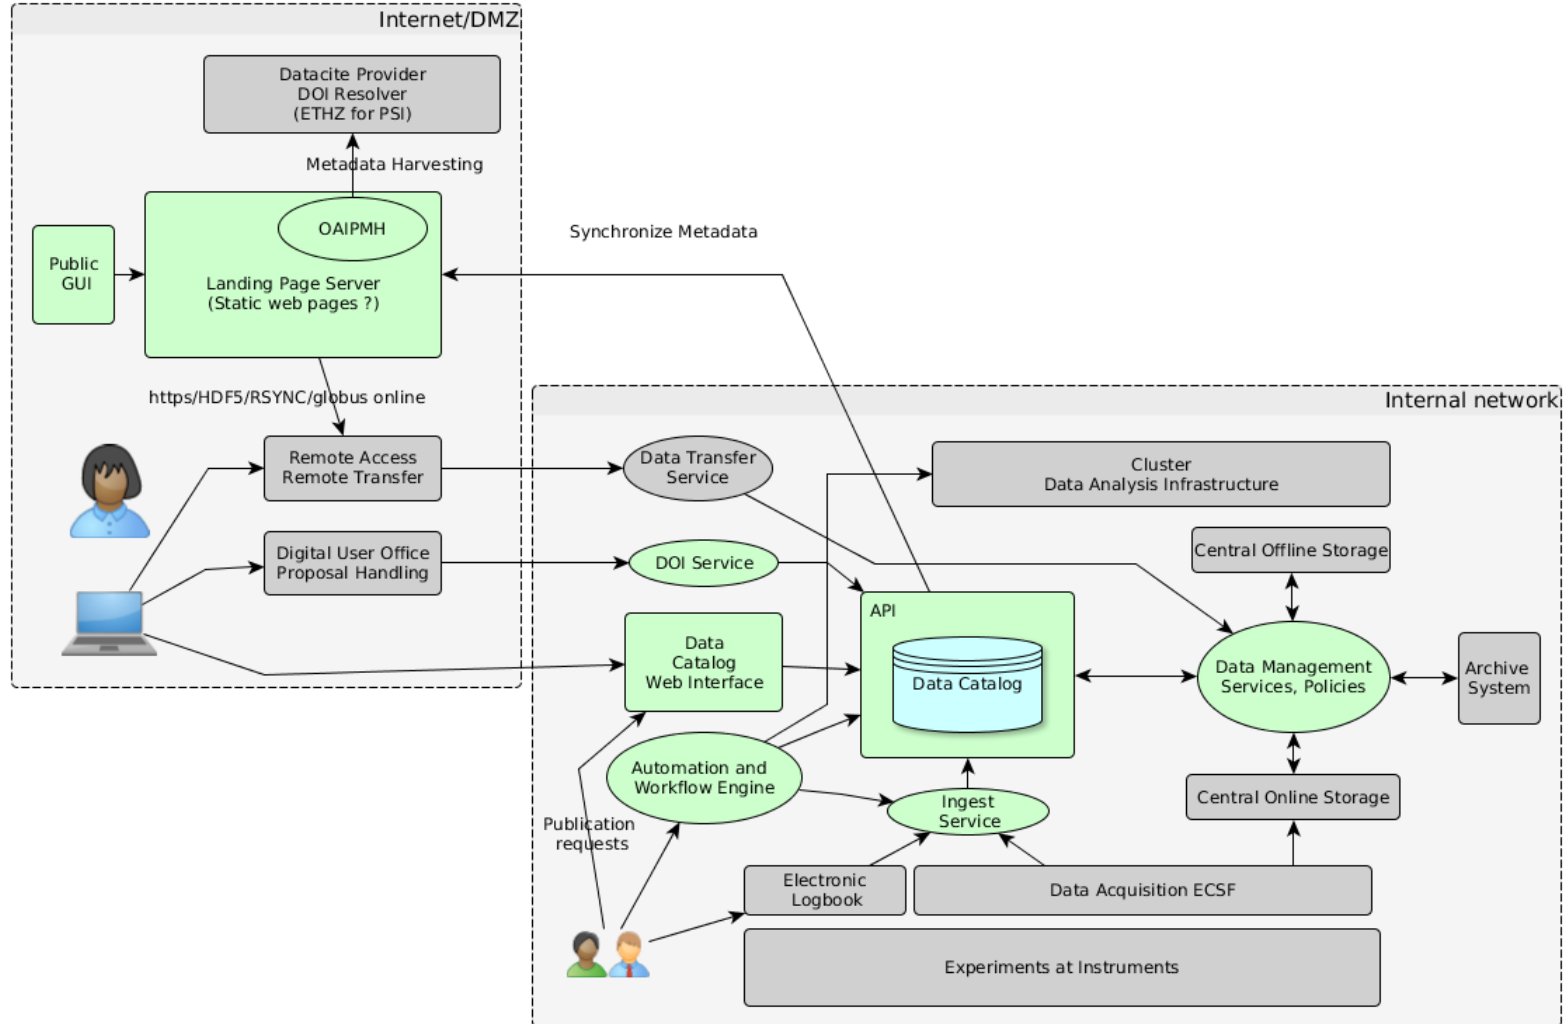 Internet/DMZ
Datacite Provider
DOI Resolver
(ETHZ for PSI)
Metadata Harvesting
OAIPMH
Public
GUI
Landing Page Server
(Static web pages ?)
Synchronize Metadata
https/HDF5/RSYNC/globus online
Internal network
Remote Access
Remote Transfer
Data Transfer
Service
Cluster
Data Analysis Infrastructure
Digital User Office
Proposal Handling
DOI Service
Central Offline Storage
API
Data
Catalog
Web Interface
Data Catalog
Data Management
Services, Policies
Archive
System
Automation and
Workflow Engine
Ingest
Service
Central Online Storage
Publication
requests
Electronic
Logbook
Data Acquisition ECSF
Experiments at Instruments